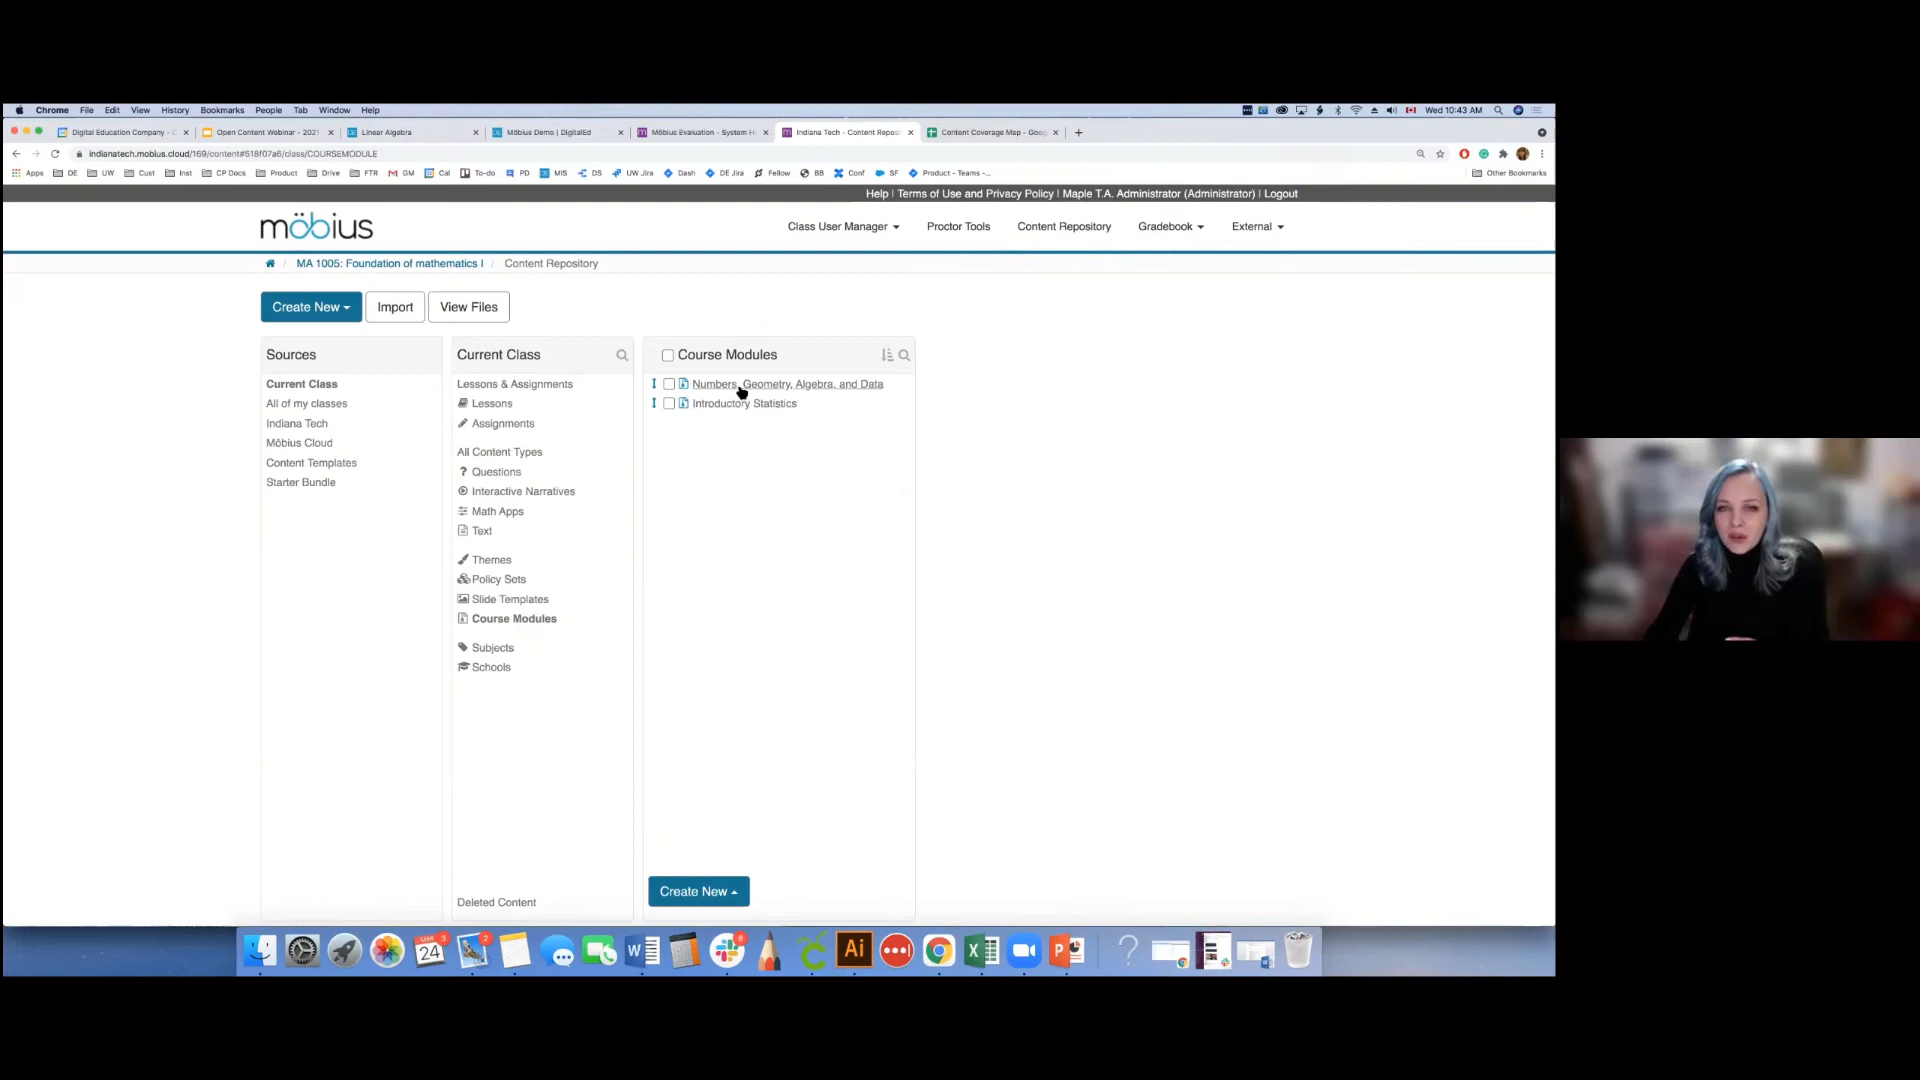 Chrome File Edit View History Bookmarks People Tab Window Help Wed 10:43 AM
Digital Education Company - C Open Content Webinar - 2021 Linear Algebra Möbius Demo | DigitalEd Möbius Evaluation - System H Indiana Tech - Content Repos Content Coverage Map - Goog
indianatech.mobius.cloud/169/content#518f07a6/class/COURSEMODULE
Apps DE UW Cust Inst CP Docs Product Drive FTR GM Cal To-do PD MIS DS UW Jira Dash DE Jira Fellow BB Conf SF Product - Teams -... Other Bookmarks
Help | Terms of Use and Privacy Policy | Maple T.A. Administrator (Administrator) | Logout
möbius
Class User Manager Proctor Tools Content Repository Gradebook External
/ MA 1005: Foundation of mathematics I / Content Repository
Create New Import View Files
Sources
Current Class
All of my classes
Indiana Tech
Möbius Cloud
Content Templates
Starter Bundle
Current Class
Lessons & Assignments
Lessons
Assignments
All Content Types
? Questions
Interactive Narratives
Math Apps
Text
Themes
Policy Sets
Slide Templates
Course Modules
Subjects
Schools
Deleted Content
Course Modules
Numbers, Geometry, Algebra, and Data
Introductory Statistics
Create New
MAR 24
3
2
8
Ai